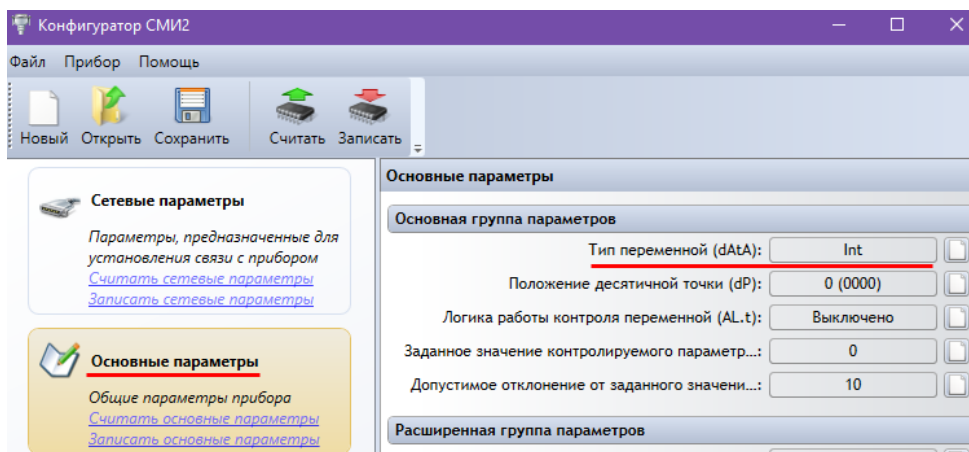 Конфигуратор СМИ2
Файл Прибор Помощь
Новый Открыть Сохранить Считать Записать
Сетевые параметры
Параметры, предназначенные для
установления связи с прибором
Считать сетевые параметры
Записать сетевые параметры
Основные параметры
Общие параметры прибора
Считать основные параметры
Записать основные параметры
Основные параметры
Основная группа параметров
Тип переменной (dAtA): Int
Положение десятичной точки (dP): 0 (0000)
Логика работы контроля переменной (AL.t): Выключено
Заданное значение контролируемого параметр...: 0
Допустимое отклонение от заданного значени...: 10
Расширенная группа параметров